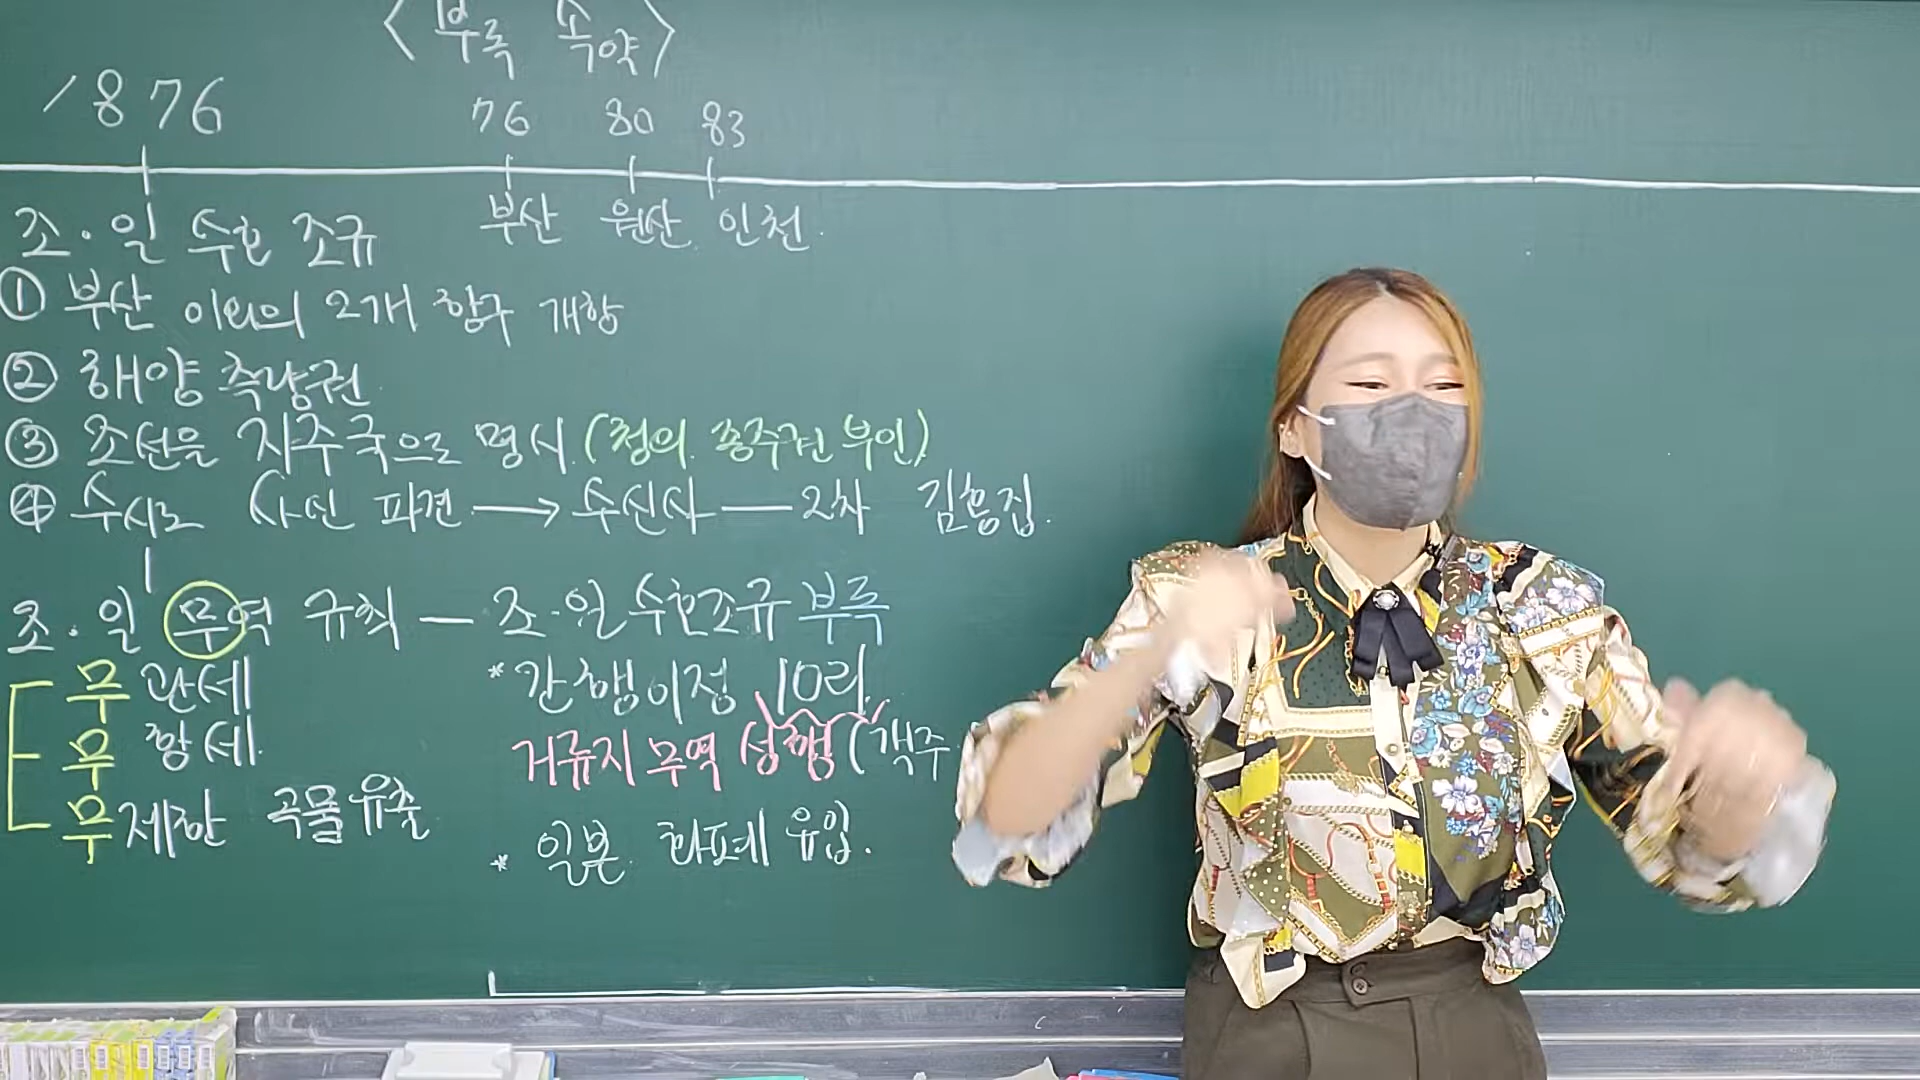 <부록 속약>
1876
76 80 83
부산 원산 인천.
조·일 수호 조규
① 부산 이외의 2개 항구 개항
② 해양 측량권
③ 조선을 자주국으로 명시 (청의 종주권 부인)
④ 수시로 사신 파견 → 수신사 — 2차 김홍집.
조·일 무역 규칙 — 조·일 수호조규 부록
무관세
무항세.
무제한 곡물유출
* 간행이정 10리
거류지 무역 성행 (객주
* 일본 화폐 유입.